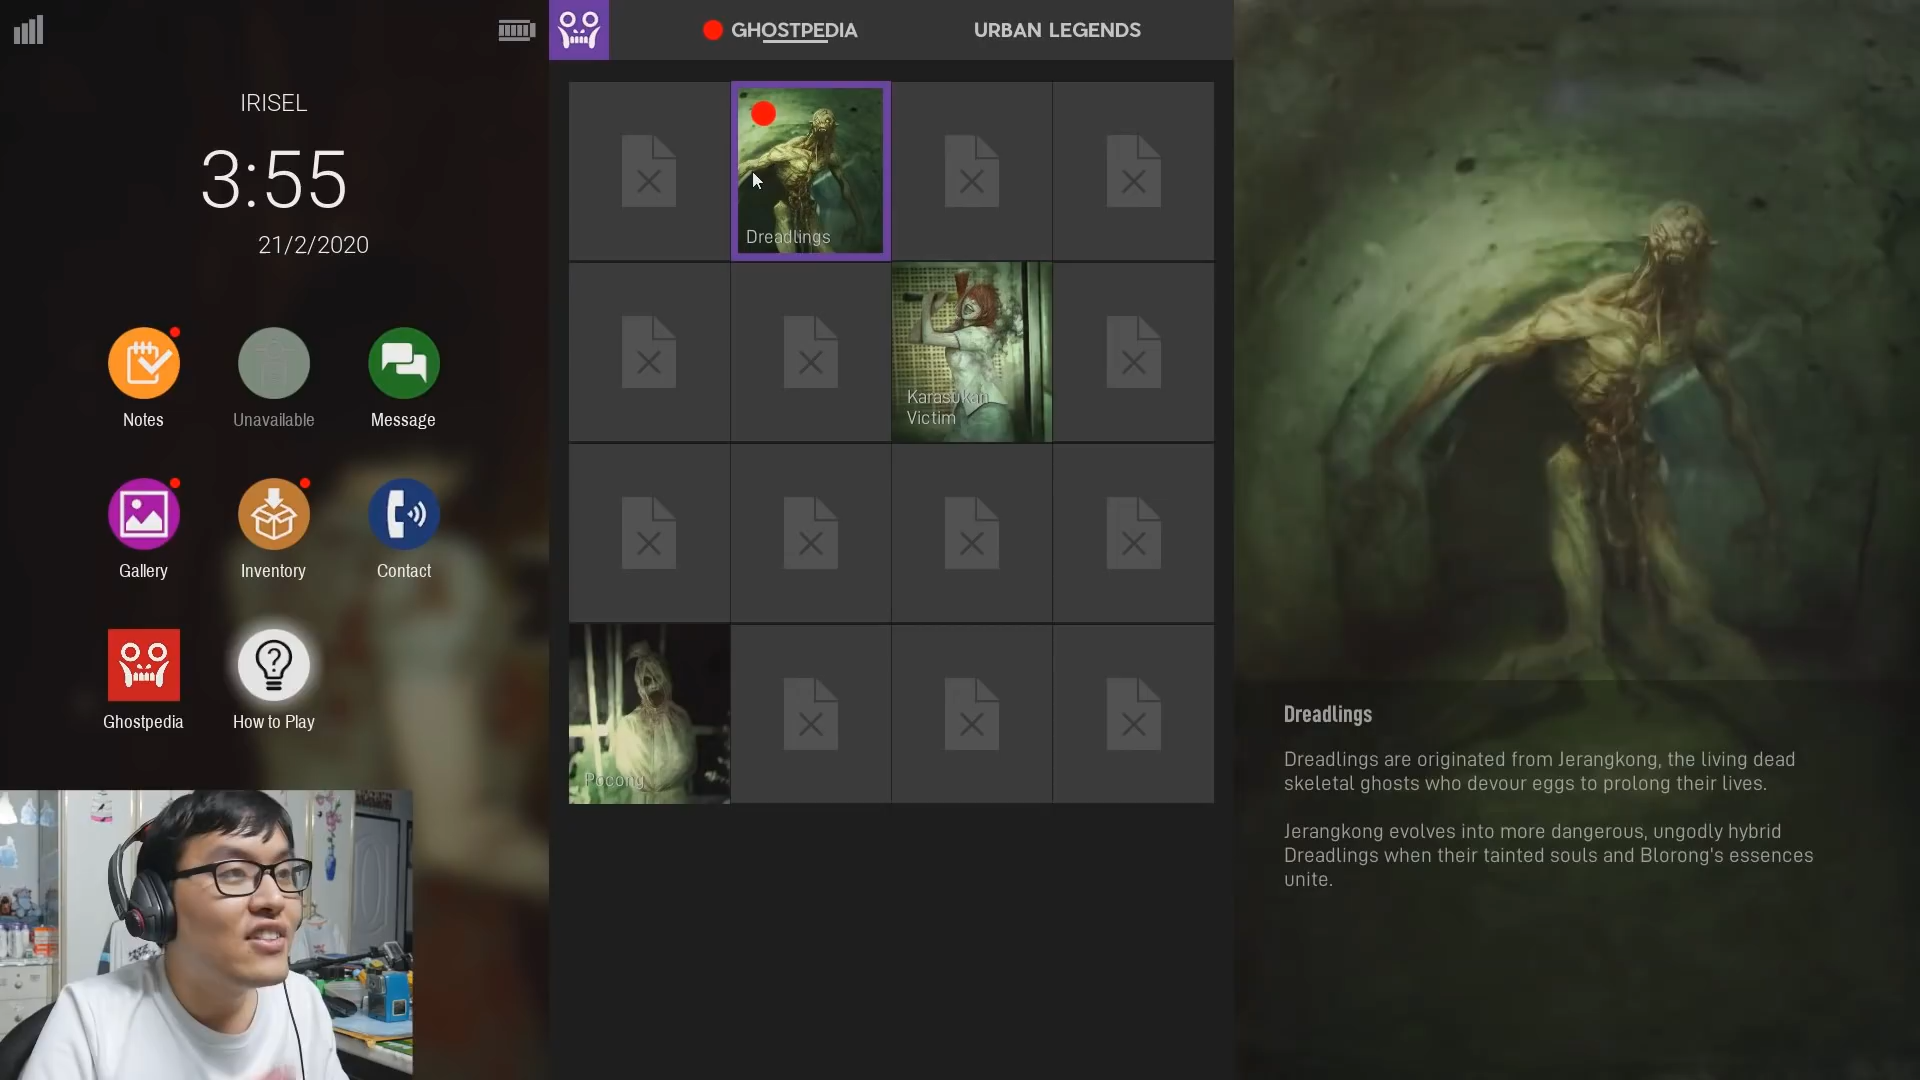 IRISEL
3:55
21/2/2020
Notes
Unavailable
Message
Gallery
Inventory
Contact
Ghostpedia
How to Play
GHOSTPEDIA
URBAN LEGENDS
Dreadlings
Karasukan
Victim
Pocong
Dreadlings
Dreadlings are originated from Jerangkong, the living dead
skeletal ghosts who devour eggs to prolong their lives.
Jerangkong evolves into more dangerous, ungodly hybrid
Dreadlings when their tainted souls and Blorong's essences
unite.